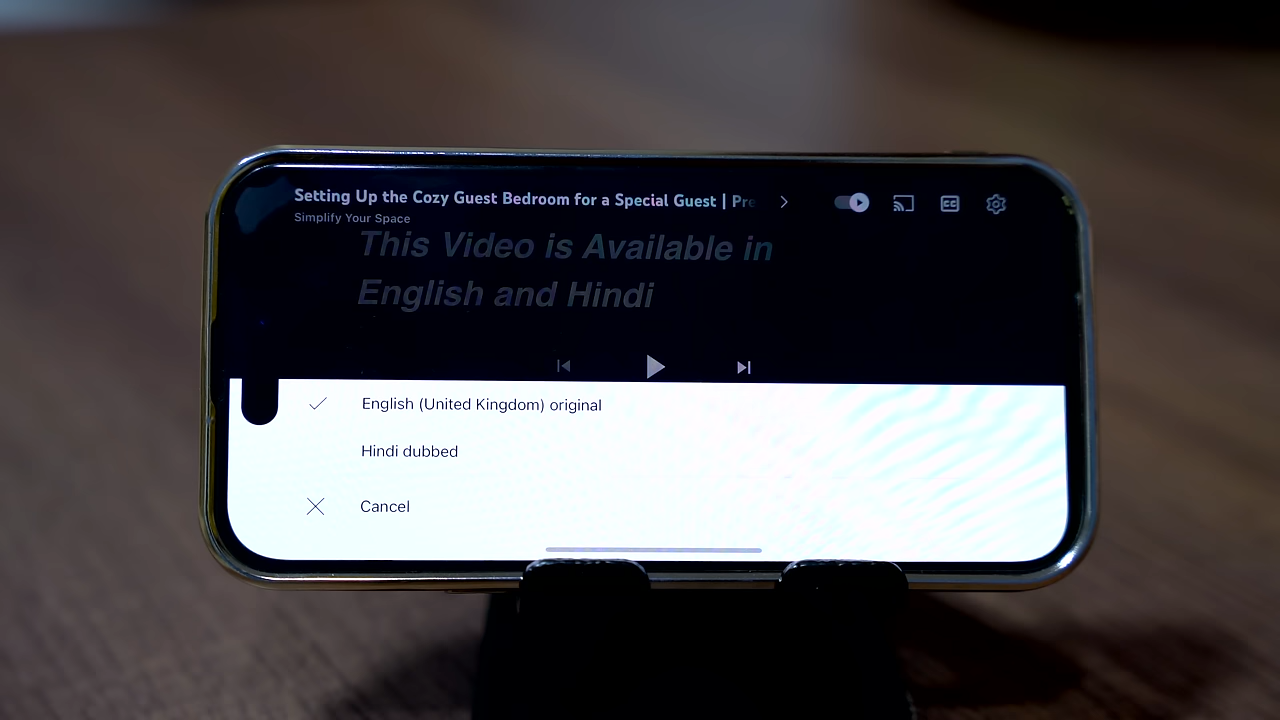 Setting Up the Cozy Guest Bedroom for a Special Guest | Pre
Simplify Your Space
CC
This Video is Available in
English and Hindi
English (United Kingdom) original
Hindi dubbed
Cancel